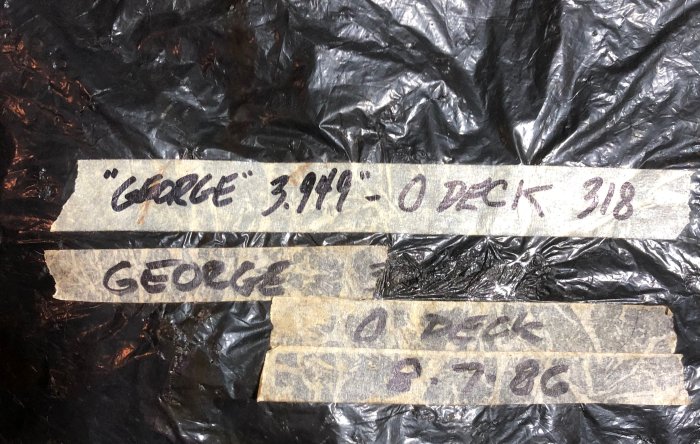 "GEORGE" 3.949"- 0 DECK 318
GEORGE
0 DECK
8.7.86